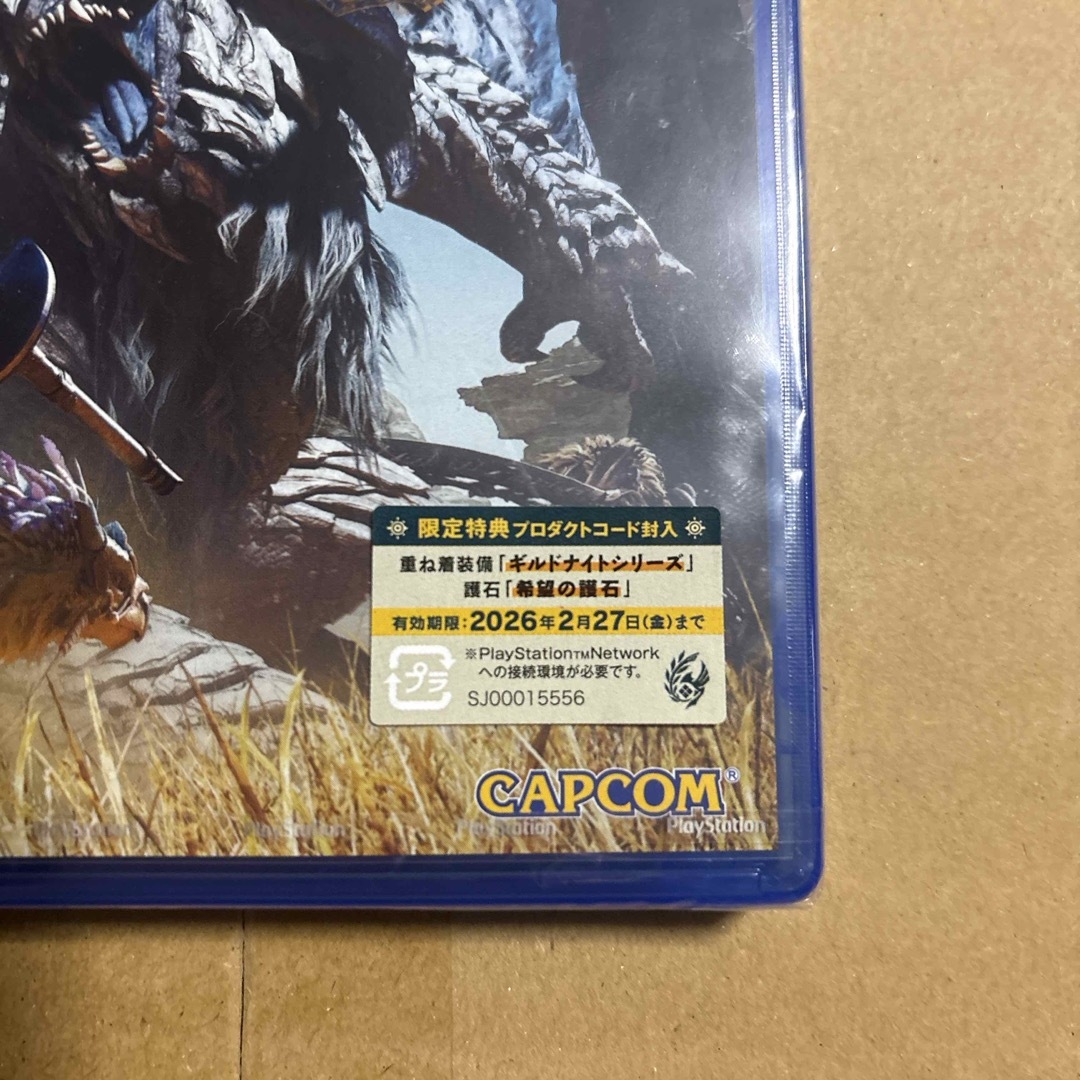 限定特典プロダクトコード封入
重ね着装備「ギルドナイトシリーズ」
護石「希望の護石」
有効期限:2026年2月27日(金)まで
プラ
※PlayStation™Network
への接続環境が必要です。
SJ00015556
CAPCOM®
PlayStation PlayStation PlayStation PlayStation